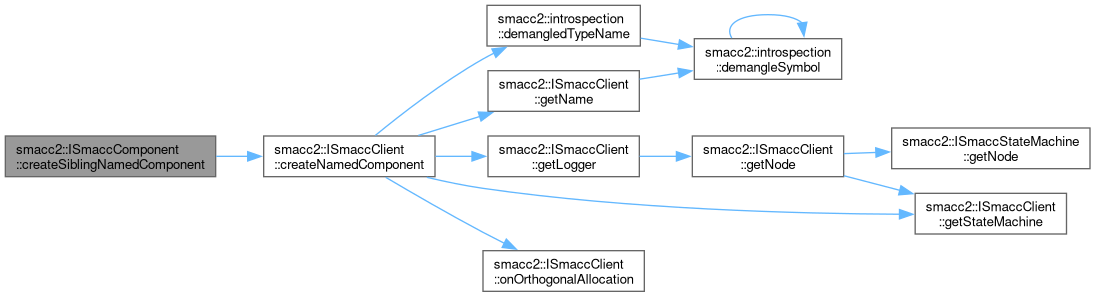 smacc2::ISmaccComponent
::createSiblingNamedComponent
smacc2::ISmaccClient
::createNamedComponent
smacc2::introspection
::demangledTypeName
smacc2::introspection
::demangleSymbol
smacc2::ISmaccClient
::getName
smacc2::ISmaccClient
::getLogger
smacc2::ISmaccClient
::getNode
smacc2::ISmaccStateMachine
::getNode
smacc2::ISmaccClient
::getStateMachine
smacc2::ISmaccClient
::onOrthogonalAllocation